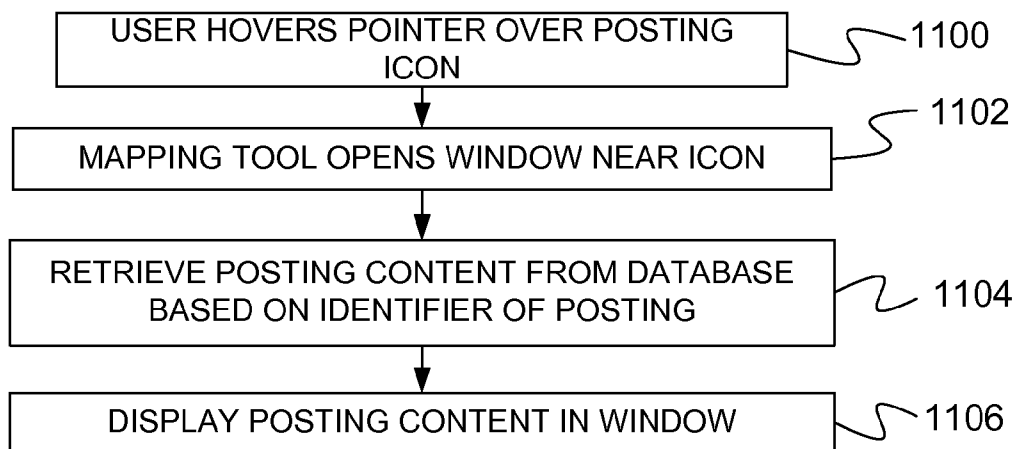 USER HOVERS POINTER OVER POSTING
ICON
1100
MAPPING TOOL OPENS WINDOW NEAR ICON
1102
RETRIEVE POSTING CONTENT FROM DATABASE
BASED ON IDENTIFIER OF POSTING
1104
DISPLAY POSTING CONTENT IN WINDOW
1106